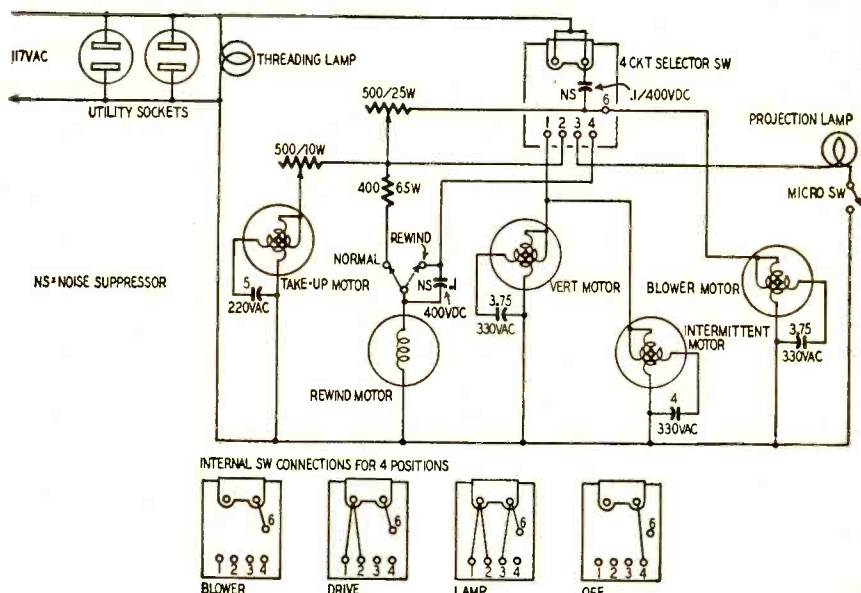 117VAC
UTILITY SOCKETS
THREADING LAMP
4 CKT SELECTOR SW
NS
.1/400VDC
6
1 2 3 4
500/25W
500/10W
400 65W
PROJECTION LAMP
MICRO SW
NORMAL
REWIND
NS
.1
400VDC
NS=NOISE SUPPRESSOR
TAKE-UP MOTOR
5
220VAC
REWIND MOTOR
VERT MOTOR
3.75
330VAC
BLOWER MOTOR
3.75
330VAC
INTERMITTENT
MOTOR
4
330VAC
INTERNAL SW CONNECTIONS FOR 4 POSITIONS
6
1 2 3 4
BLOWER
6
1 2 3 4
DRIVE
6
1 2 3 4
LAMP
6
1 2 3 4
OFF